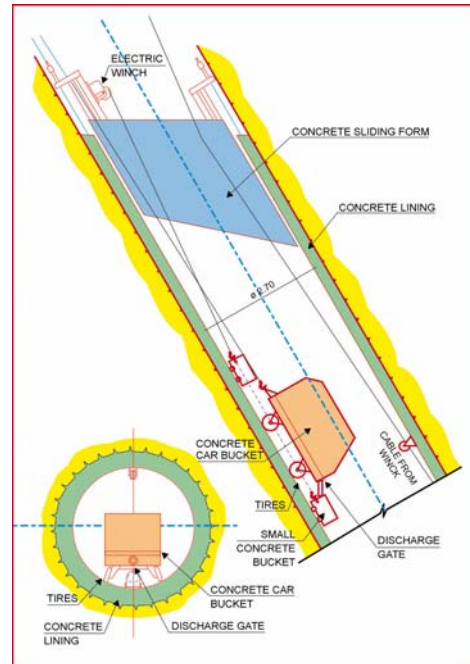 ELECTRIC
WINCH
CONCRETE SLIDING FORM
CONCRETE LINING
ø 2.70
CONCRETE
CAR BUCKET
CABLE FROM
WINCK
TIRES
SMALL
CONCRETE
BUCKET
DISCHARGE
GATE
TIRES
CONCRETE CAR
BUCKET
CONCRETE
LINING
DISCHARGE GATE